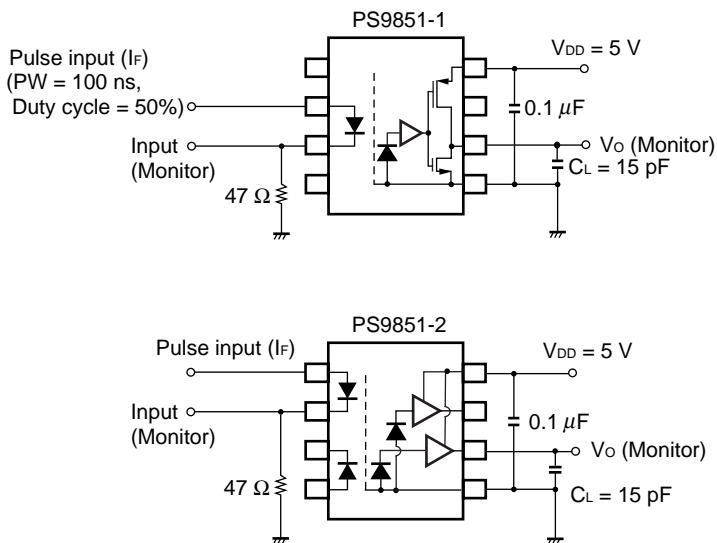 PS9851-1
Pulse input (IF)
(PW = 100 ns,
Duty cycle = 50%)
Input
(Monitor)
47 Ω
VDD = 5 V
0.1 μF
VO (Monitor)
CL = 15 pF
PS9851-2
Pulse input (IF)
Input
(Monitor)
47 Ω
VDD = 5 V
0.1 μF
VO (Monitor)
CL = 15 pF